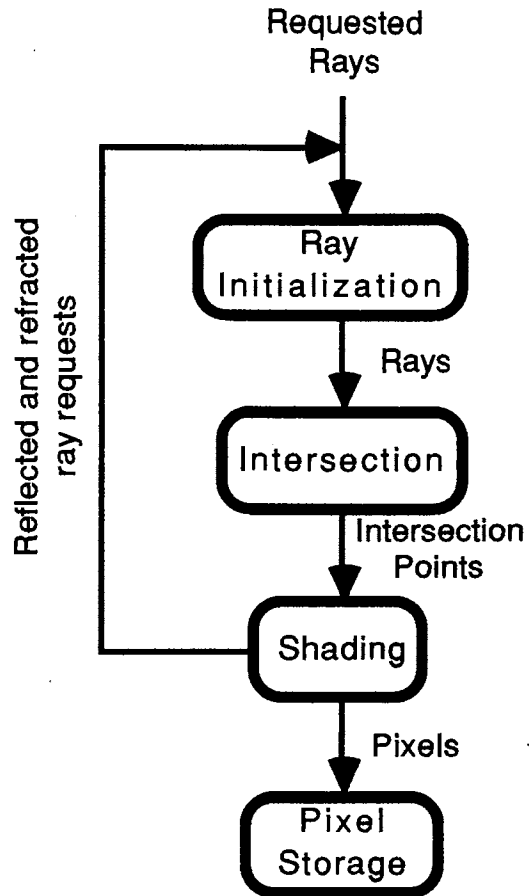 Requested
Rays
Ray
Initialization
Rays
Reflected and refracted
ray requests
Intersection
Intersection
Points
Shading
Pixels
Pixel
Storage